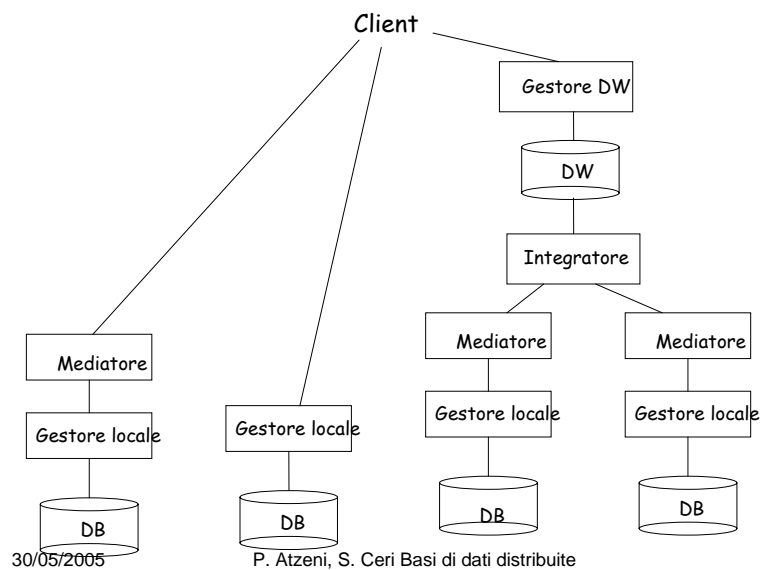 Client
Gestore DW
DW
Integratore
Mediatore
Mediatore
Mediatore
Gestore locale
Gestore locale
Gestore locale
Gestore locale
DB
DB
DB
DB
30/05/2005
P. Atzeni, S. Ceri Basi di dati distribuite